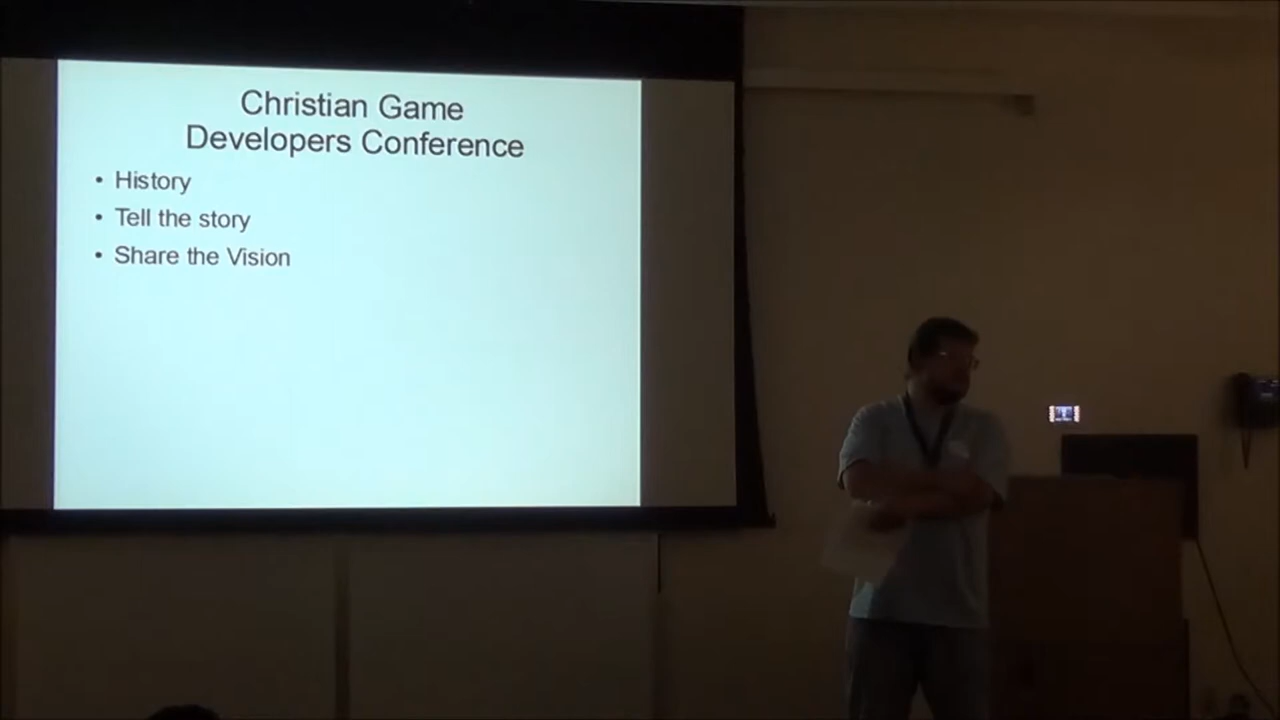 Christian Game
Developers Conference
• History
• Tell the story
• Share the Vision